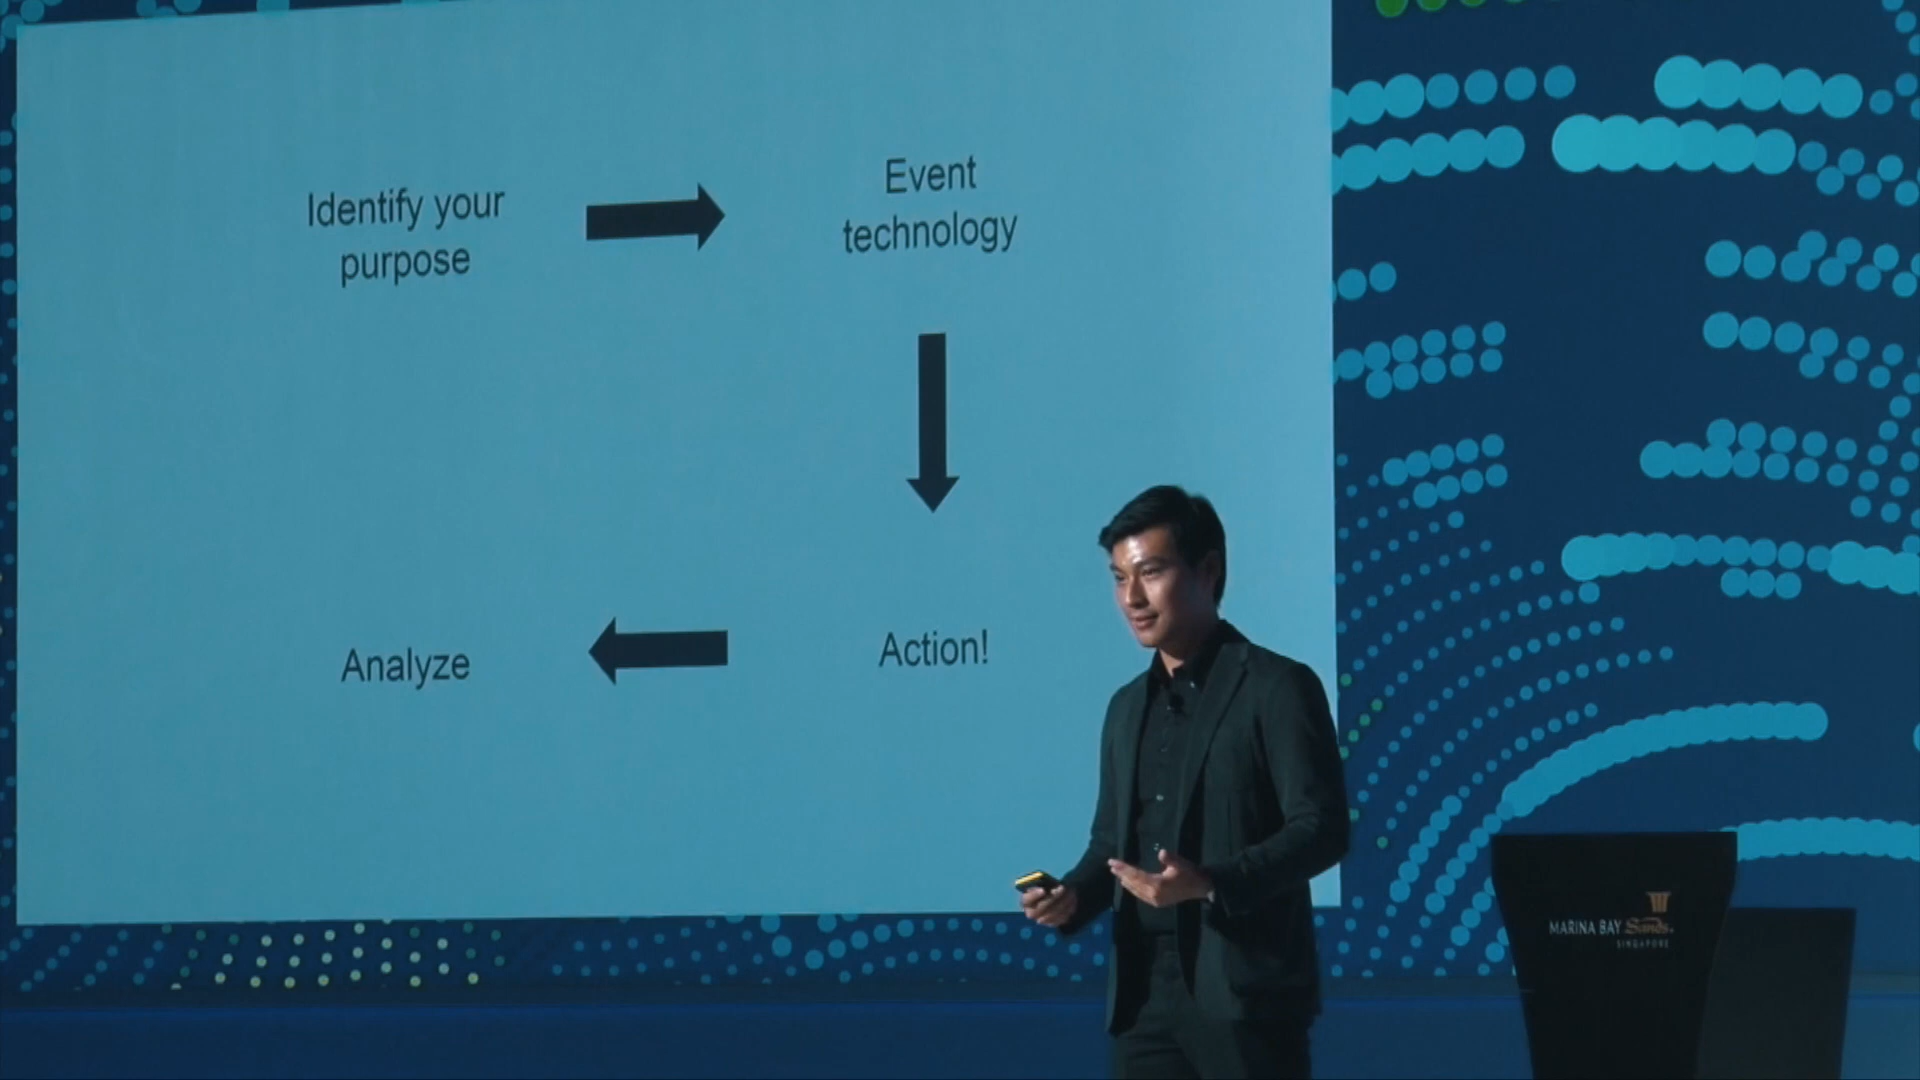 Identify your
purpose
Event
technology
Action!
Analyze
MARINA BAY Sands.
SINGAPORE